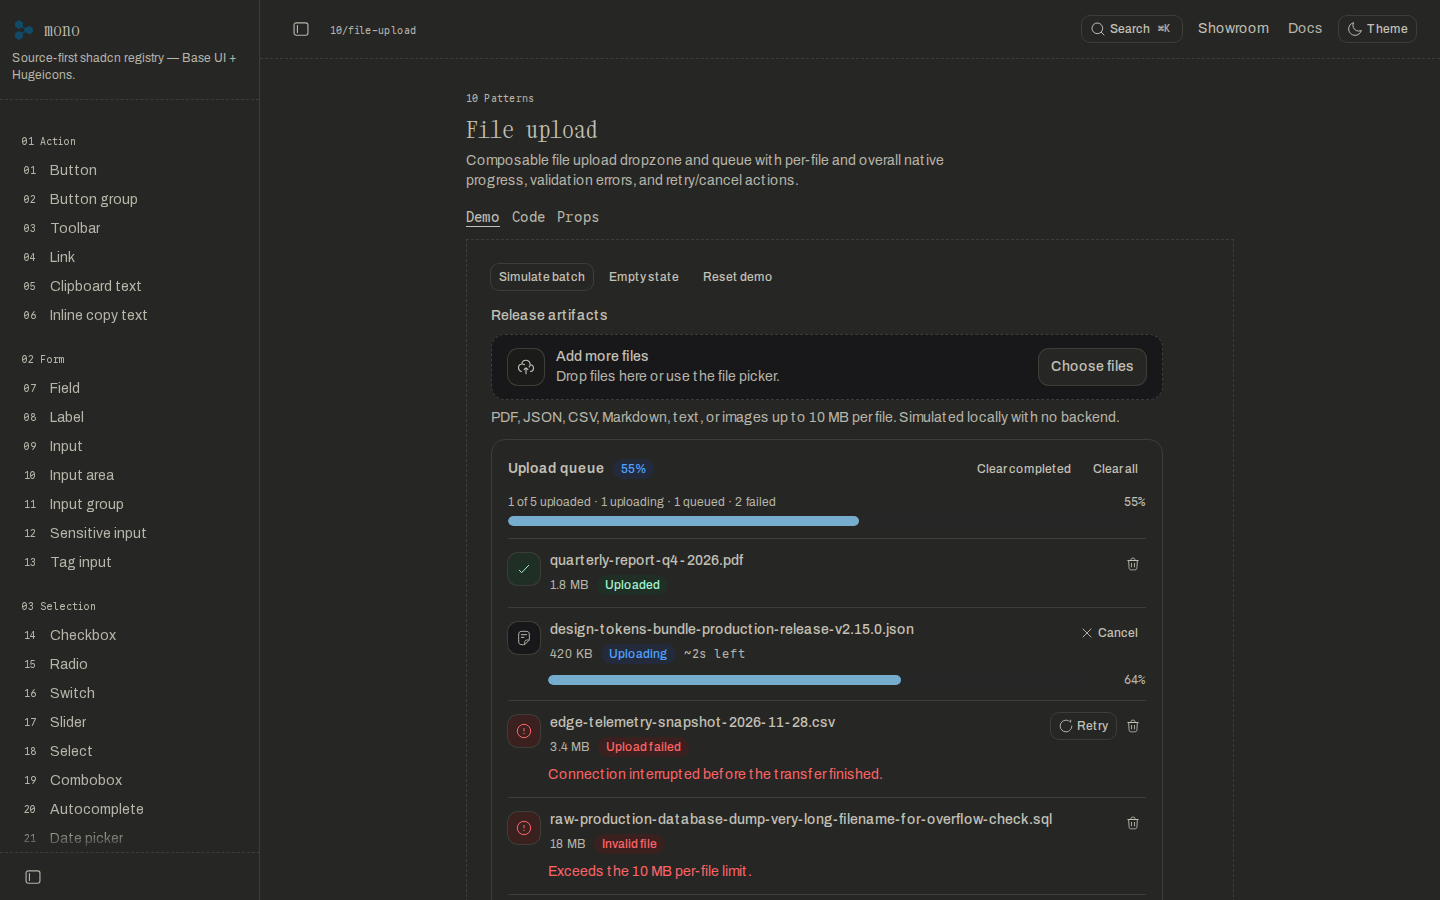 mono
Source-first shadcn registry — Base UI +
Hugeicons.
01 Action
01 Button
02 Button group
03 Toolbar
04 Link
05 Clipboard text
06 Inline copy text
02 Form
07 Field
08 Label
09 Input
10 Input area
11 Input group
12 Sensitive input
13 Tag input
03 Selection
14 Checkbox
15 Radio
16 Switch
17 Slider
18 Select
19 Combobox
20 Autocomplete
21 Date picker
10/file-upload
Search ⌘K
Showroom
Docs
Theme
10 Patterns
File upload
Composable file upload dropzone and queue with per-file and overall native
progress, validation errors, and retry/cancel actions.
Demo Code Props
Simulate batch Empty state Reset demo
Release artifacts
Add more files
Drop files here or use the file picker.
Choose files
PDF, JSON, CSV, Markdown, text, or images up to 10 MB per file. Simulated locally with no backend.
Upload queue 55% Clear completed Clear all
1 of 5 uploaded · 1 uploading · 1 queued · 2 failed 55%
quarterly-report-q4-2026.pdf
1.8 MB Uploaded
design-tokens-bundle-production-release-v2.15.0.json
Cancel
420 KB Uploading ~2s left
64%
edge-telemetry-snapshot-2026-11-28.csv
Retry
3.4 MB Upload failed
Connection interrupted before the transfer finished.
raw-production-database-dump-very-long-filename-for-overflow-check.sql
18 MB Invalid file
Exceeds the 10 MB per-file limit.